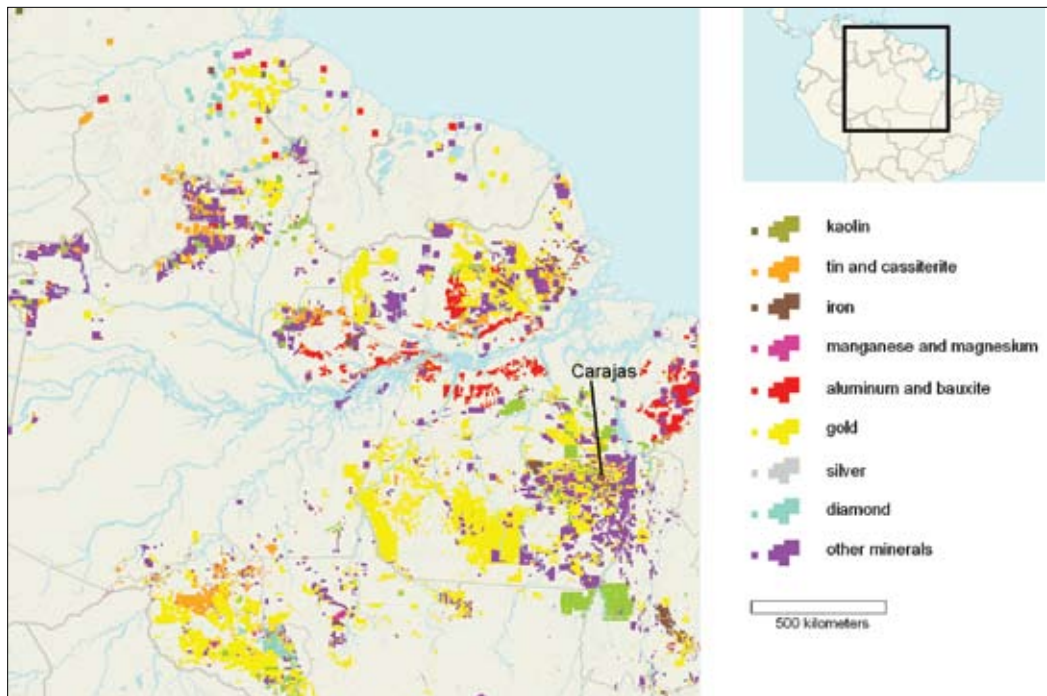 Carajas
kaolin
tin and cassiterite
iron
manganese and magnesium
aluminum and bauxite
gold
silver
diamond
other minerals
500 kilometers